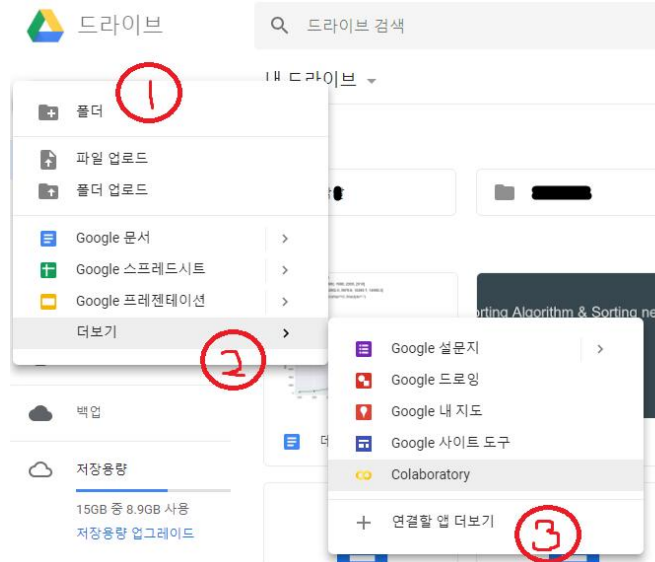 드라이브
드라이브 검색
내 드라이브
1
폴더
파일 업로드
폴더 업로드
Google 문서
Google 스프레드시트
Google 프레젠테이션
더보기
2
백업
저장용량
15GB 중 8.9GB 사용
저장용량 업그레이드
orting Algorithm & Sorting ne
Google 설문지
Google 드로잉
Google 내 지도
Google 사이트 도구
Colaboratory
연결할 앱 더보기
3